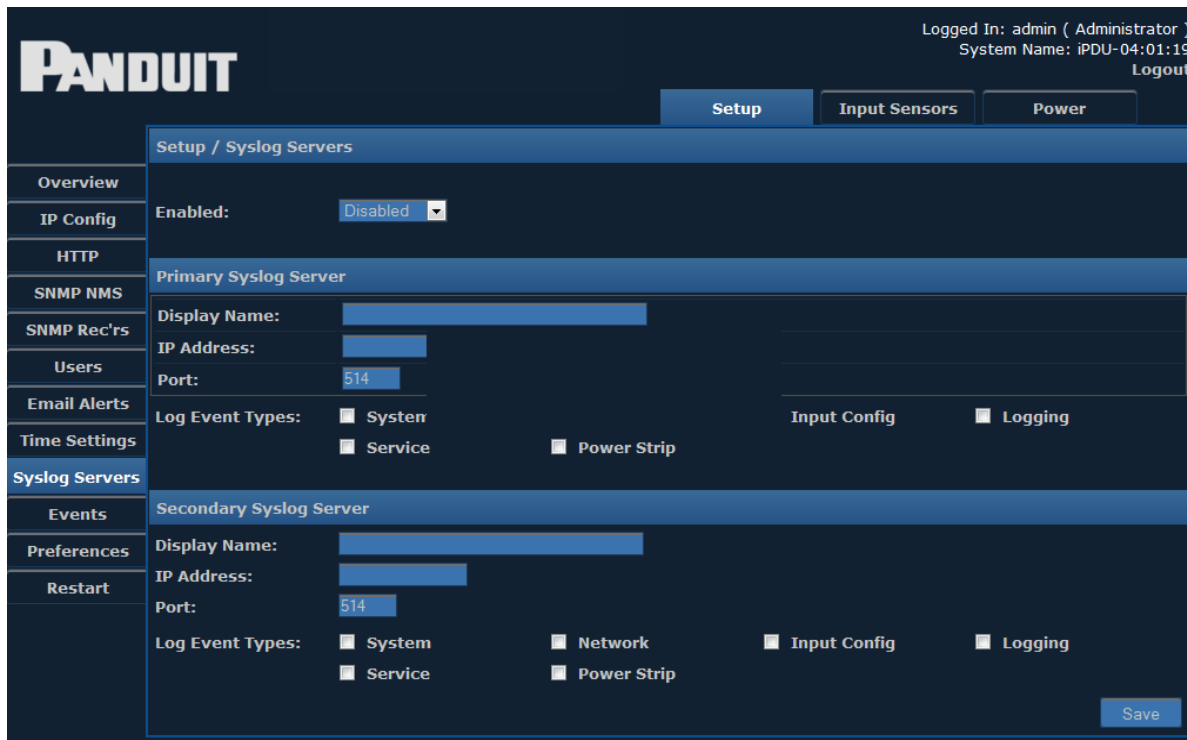 PANDUIT
Logged In: admin ( Administrator )
System Name: iPDU-04:01:19
Logout
Setup Input Sensors Power
Setup / Syslog Servers
Overview
IP Config
HTTP
SNMP NMS
SNMP Rec'rs
Users
Email Alerts
Time Settings
Syslog Servers
Events
Preferences
Restart
Enabled: Disabled
Primary Syslog Server
Display Name:
IP Address:
Port: 514
Log Event Types: System Input Config Logging
Service Power Strip
Secondary Syslog Server
Display Name:
IP Address:
Port: 514
Log Event Types: System Network Input Config Logging
Service Power Strip
Save